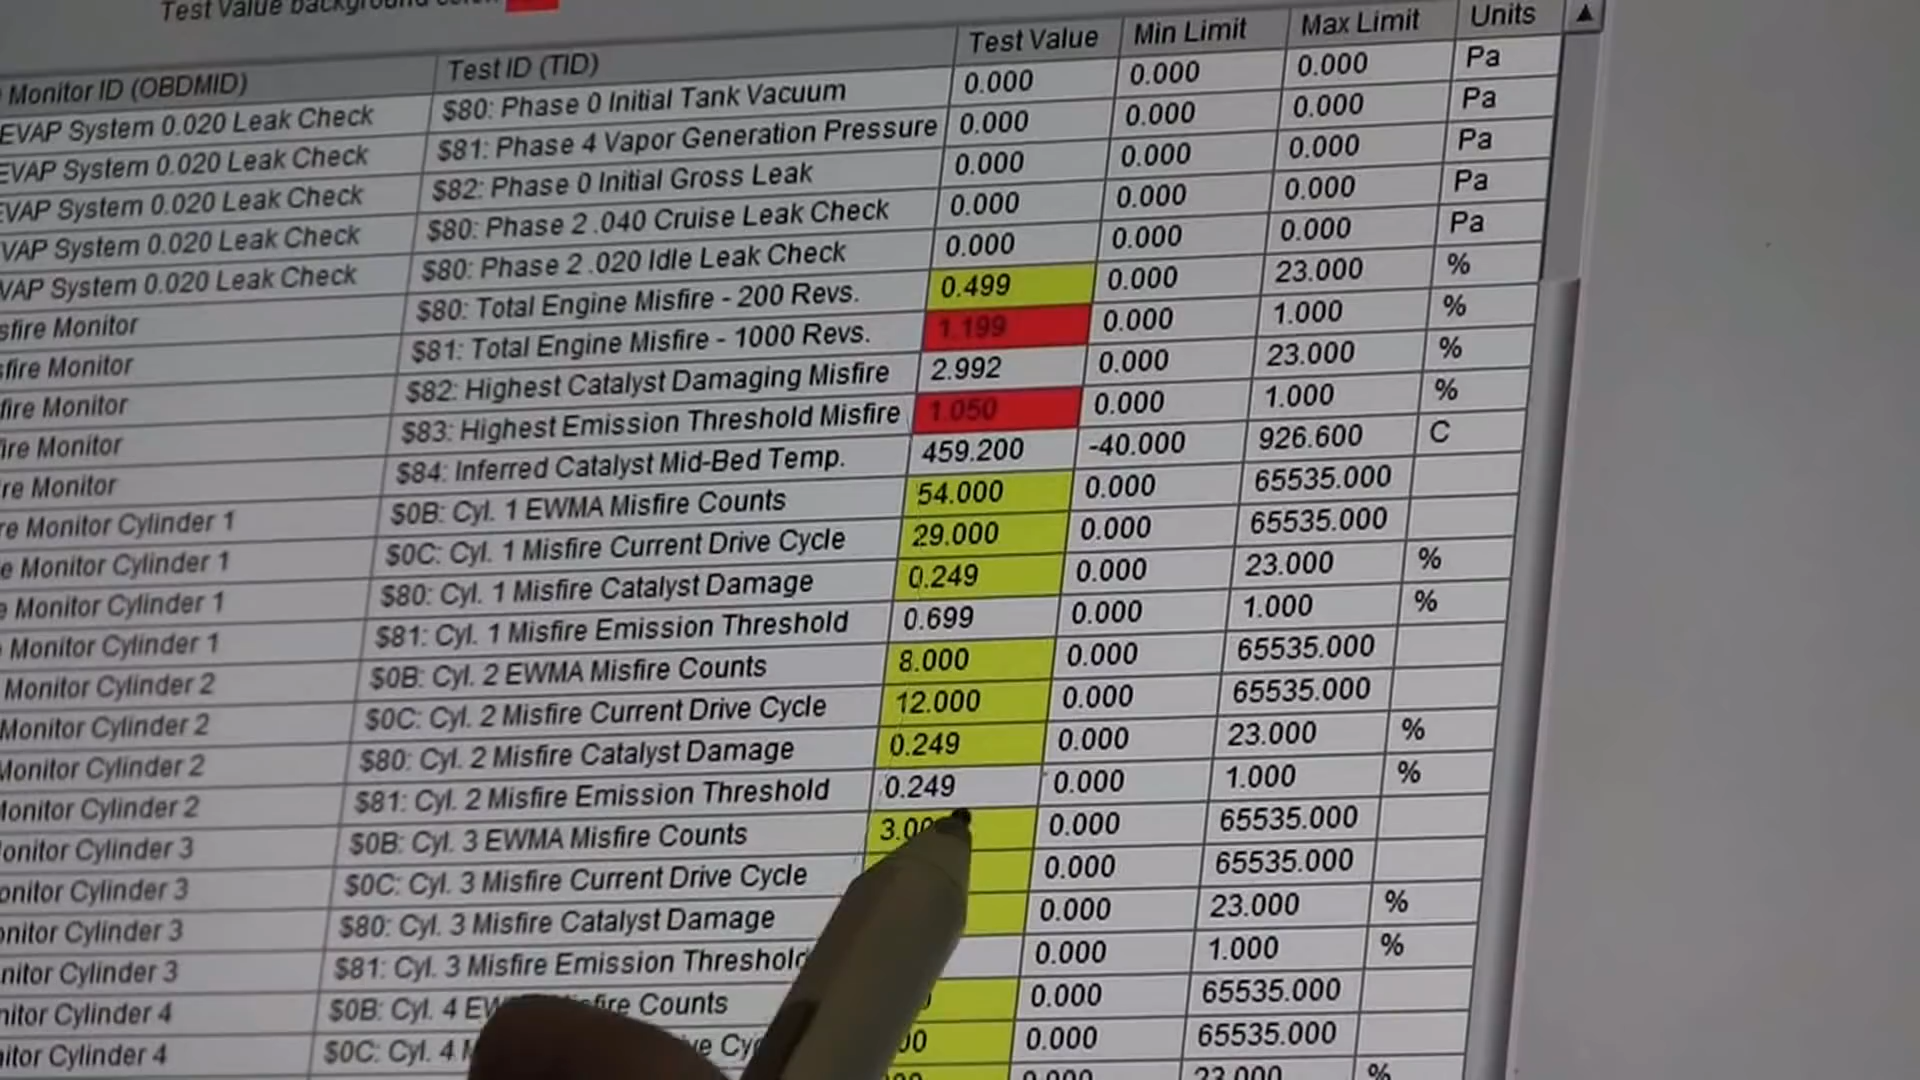 Test Value background
Monitor ID (OBDMID) Test ID (TID) Test Value Min Limit Max Limit Units
EVAP System 0.020 Leak Check $80: Phase 0 Initial Tank Vacuum 0.000 0.000 0.000 Pa
EVAP System 0.020 Leak Check $81: Phase 4 Vapor Generation Pressure 0.000 0.000 0.000 Pa
EVAP System 0.020 Leak Check $82: Phase 0 Initial Gross Leak 0.000 0.000 0.000 Pa
VAP System 0.020 Leak Check $80: Phase 2 .040 Cruise Leak Check 0.000 0.000 0.000 Pa
VAP System 0.020 Leak Check $80: Phase 2 .020 Idle Leak Check 0.000 0.000 0.000 Pa
sfire Monitor $80: Total Engine Misfire - 200 Revs. 0.499 0.000 23.000 %
sfire Monitor $81: Total Engine Misfire - 1000 Revs. 1.199 0.000 1.000 %
fire Monitor $82: Highest Catalyst Damaging Misfire 2.992 0.000 23.000 %
ire Monitor $83: Highest Emission Threshold Misfire 1.050 0.000 1.000 %
re Monitor $84: Inferred Catalyst Mid-Bed Temp. 459.200 -40.000 926.600 C
re Monitor Cylinder 1 $0B: Cyl. 1 EWMA Misfire Counts 54.000 0.000 65535.000
e Monitor Cylinder 1 $0C: Cyl. 1 Misfire Current Drive Cycle 29.000 0.000 65535.000
e Monitor Cylinder 1 $80: Cyl. 1 Misfire Catalyst Damage 0.249 0.000 23.000 %
Monitor Cylinder 1 $81: Cyl. 1 Misfire Emission Threshold 0.699 0.000 1.000 %
Monitor Cylinder 2 $0B: Cyl. 2 EWMA Misfire Counts 8.000 0.000 65535.000
Monitor Cylinder 2 $0C: Cyl. 2 Misfire Current Drive Cycle 12.000 0.000 65535.000
Monitor Cylinder 2 $80: Cyl. 2 Misfire Catalyst Damage 0.249 0.000 23.000 %
Monitor Cylinder 2 $81: Cyl. 2 Misfire Emission Threshold 0.249 0.000 1.000 %
onitor Cylinder 3 $0B: Cyl. 3 EWMA Misfire Counts 3.00 0.000 65535.000
onitor Cylinder 3 $0C: Cyl. 3 Misfire Current Drive Cycle 0.000 65535.000
onitor Cylinder 3 $80: Cyl. 3 Misfire Catalyst Damage 0.000 23.000 %
nitor Cylinder 3 $81: Cyl. 3 Misfire Emission Threshold 0.000 1.000 %
nitor Cylinder 4 $0B: Cyl. 4 EW fire Counts 0.000 65535.000
itor Cylinder 4 $0C: Cyl. 4 M ve Cy 00 0.000 65535.000
0.000 23.000 %